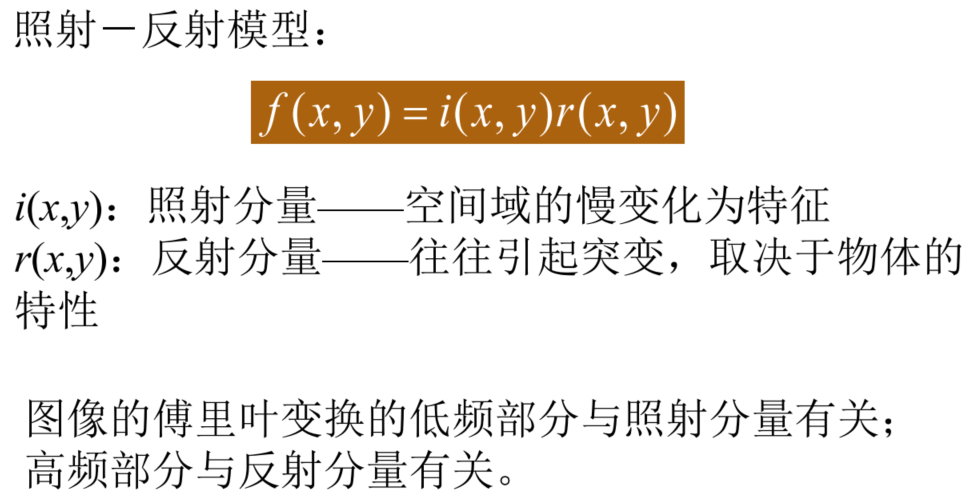 照射－反射模型：
f(x, y) = i(x, y)r(x, y)
i(x,y)：照射分量——空间域的慢变化为特征
r(x,y)：反射分量——往往引起突变，取决于物体的
特性
图像的傅里叶变换的低频部分与照射分量有关；
高频部分与反射分量有关。